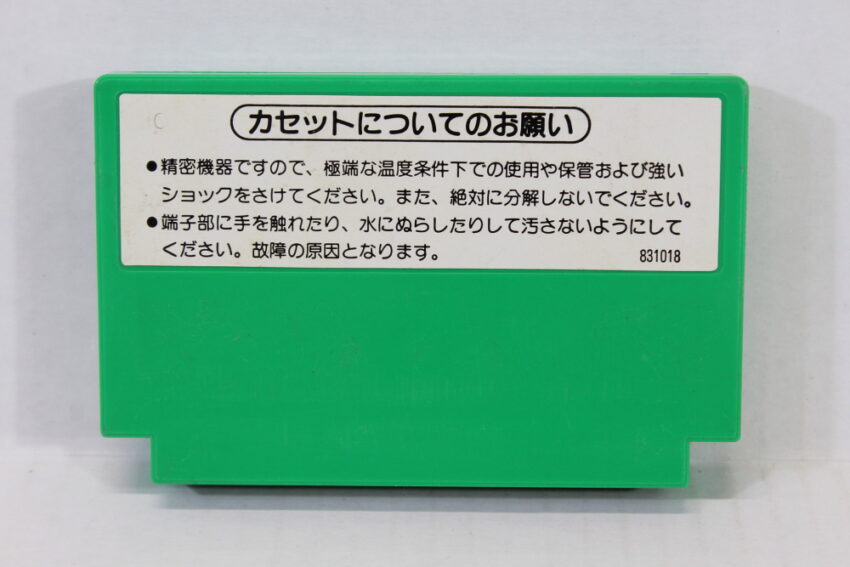 カセットについてのお願い
●精密機器ですので、極端な温度条件下での使用や保管および強い
ショックをさけてください。また、絶対に分解しないでください。
●端子部に手を触れたり、水にぬらしたりして汚さないようにして
ください。故障の原因となります。
831018